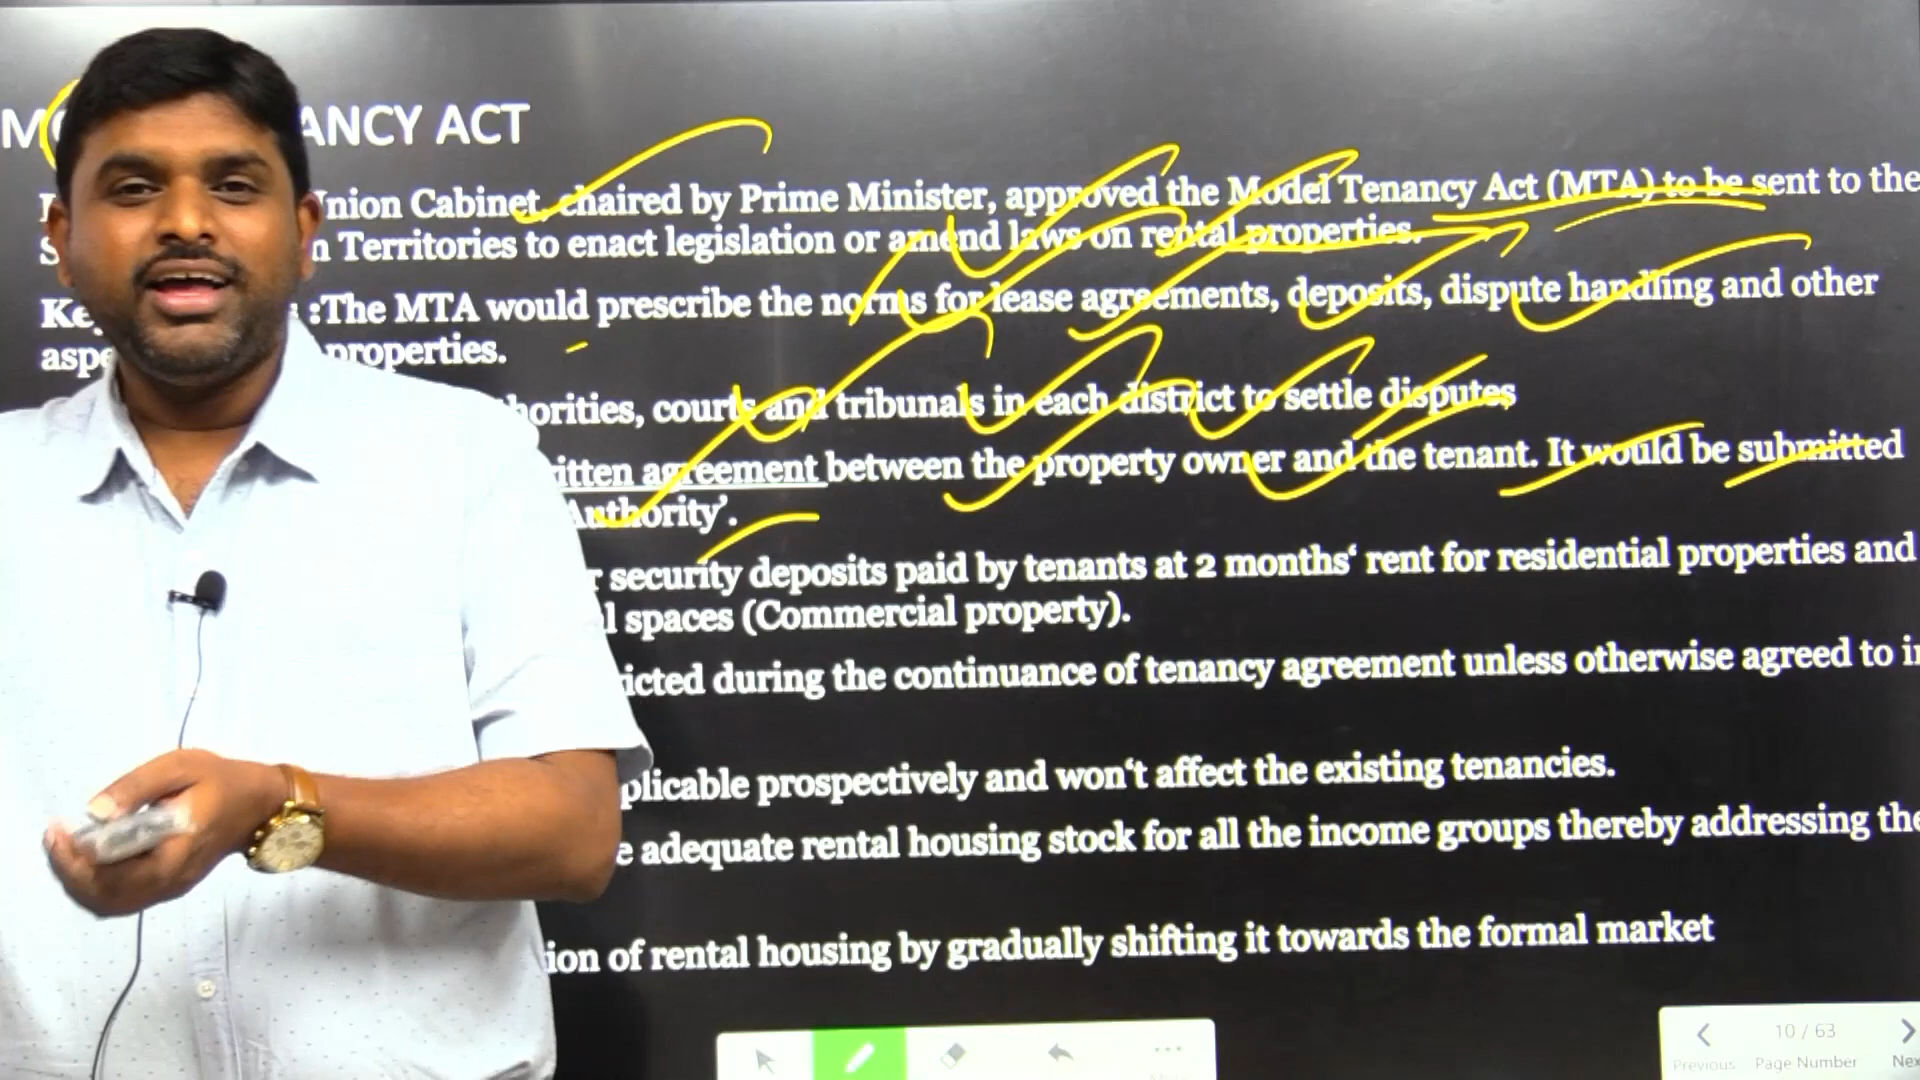 ANCY ACT
nion Cabinet, chaired by Prime Minister, approved the Model Tenancy Act (MTA) to be sent to the
n Territories to enact legislation or amend laws on rental properties.
:The MTA would prescribe the norms for lease agreements, deposits, dispute handling and other
aspe properties.
horities, courts and tribunals in each district to settle disputes
itten agreement between the property owner and the tenant. It would be submitted
Authority’.
r security deposits paid by tenants at 2 months‘ rent for residential properties and
l spaces (Commercial property).
icted during the continuance of tenancy agreement unless otherwise agreed to in
plicable prospectively and won‘t affect the existing tenancies.
e adequate rental housing stock for all the income groups thereby addressing the
ion of rental housing by gradually shifting it towards the formal market
10 / 63
Previous Page Number Nex